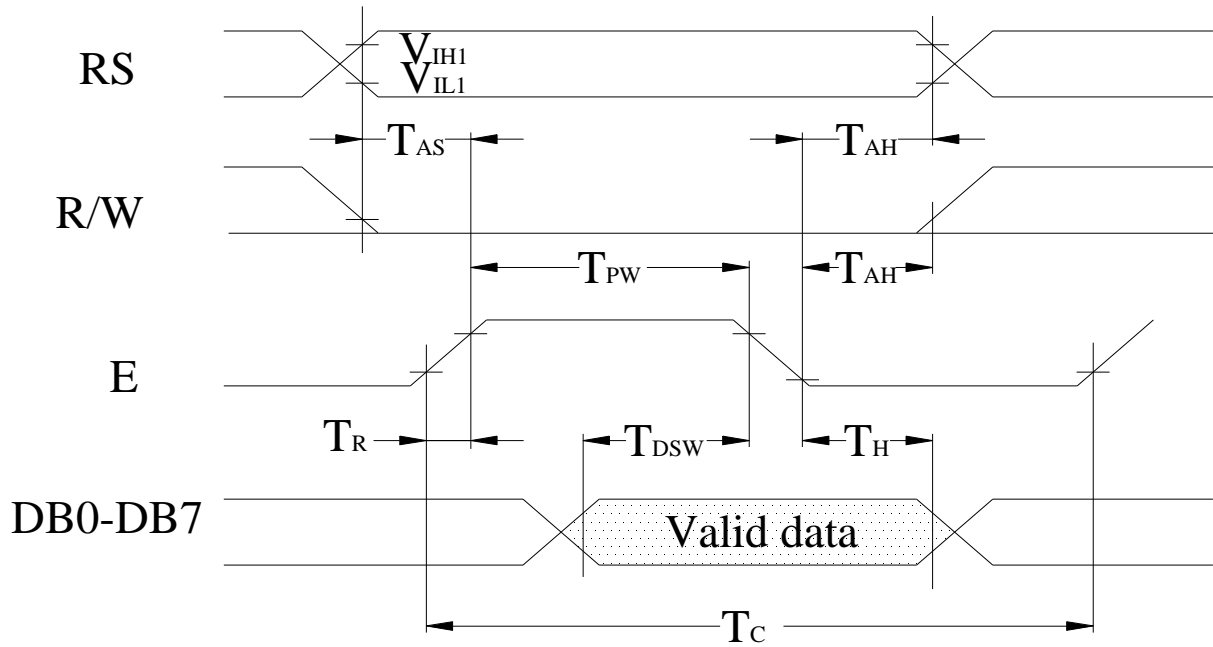 RS
VIH1
VIL1
TAS
TAH
R/W
TPW
TAH
E
TR
TDSW
TH
DB0-DB7
Valid data
TC